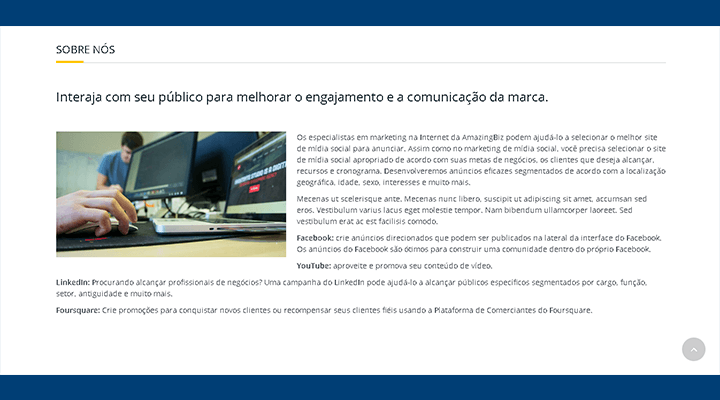 SOBRE NÓS
Interaja com seu público para melhorar o engajamento e a comunicação da marca.
Os especialistas em marketing na Internet da AmazingBiz podem ajudá-lo a selecionar o melhor site
de mídia social para anunciar. Assim como no marketing de mídia social, você precisa selecionar o site
de mídia social apropriado de acordo com suas metas de negócios, os clientes que deseja alcançar,
recursos e cronograma. Desenvolveremos anúncios eficazes segmentados de acordo com a localização
geográfica, idade, sexo, interesses e muito mais.
Mecenas ut scelerisque ante. Mecenas nunc libero, suscipit ut adipiscing sit amet, accumsan sed
eros. Vestibulum varius lacus eget molestie tempor. Nam bibendum ullamcorper laoreet. Sed
vestibulum erat ac est facilisis comodo.
Facebook: crie anúncios direcionados que podem ser publicados na lateral da interface do Facebook.
Os anúncios do Facebook são ótimos para construir uma comunidade dentro do próprio Facebook.
YouTube: aproveite e promova seu conteúdo de vídeo.
LinkedIn: Procurando alcançar profissionais de negócios? Uma campanha do LinkedIn pode ajudá-lo a alcançar públicos específicos segmentados por cargo, função,
setor, antiguidade e muito mais.
Foursquare: Crie promoções para conquistar novos clientes ou recompensar seus clientes fiéis usando a Plataforma de Comerciantes do Foursquare.